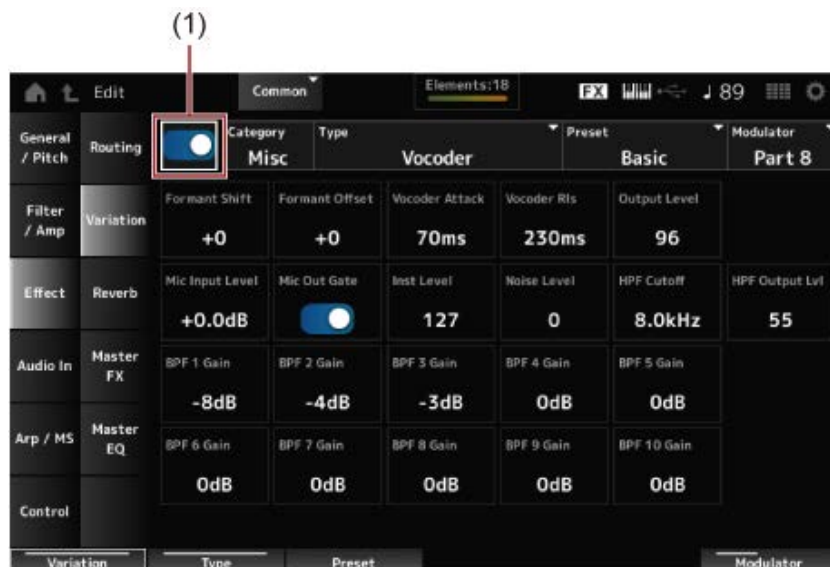 (1)
Edit
Common
Elements:18
FX
89
General / Pitch
Routing
Category
Misc
Type
Vocoder
Preset
Basic
Modulator
Part 8
Filter / Amp
Variation
Formant Shift
+0
Formant Offset
+0
Vocoder Attack
70ms
Vocoder Rls
230ms
Output Level
96
Effect
Reverb
Mic Input Level
+0.0dB
Mic Out Gate
Inst Level
127
Noise Level
0
HPF Cutoff
8.0kHz
HPF Output Lvl
55
Audio In
Master FX
BPF 1 Gain
-8dB
BPF 2 Gain
-4dB
BPF 3 Gain
-3dB
BPF 4 Gain
0dB
BPF 5 Gain
0dB
Arp / MS
Master EQ
BPF 6 Gain
0dB
BPF 7 Gain
0dB
BPF 8 Gain
0dB
BPF 9 Gain
0dB
BPF 10 Gain
0dB
Control
Variation
Type
Preset
Modulator